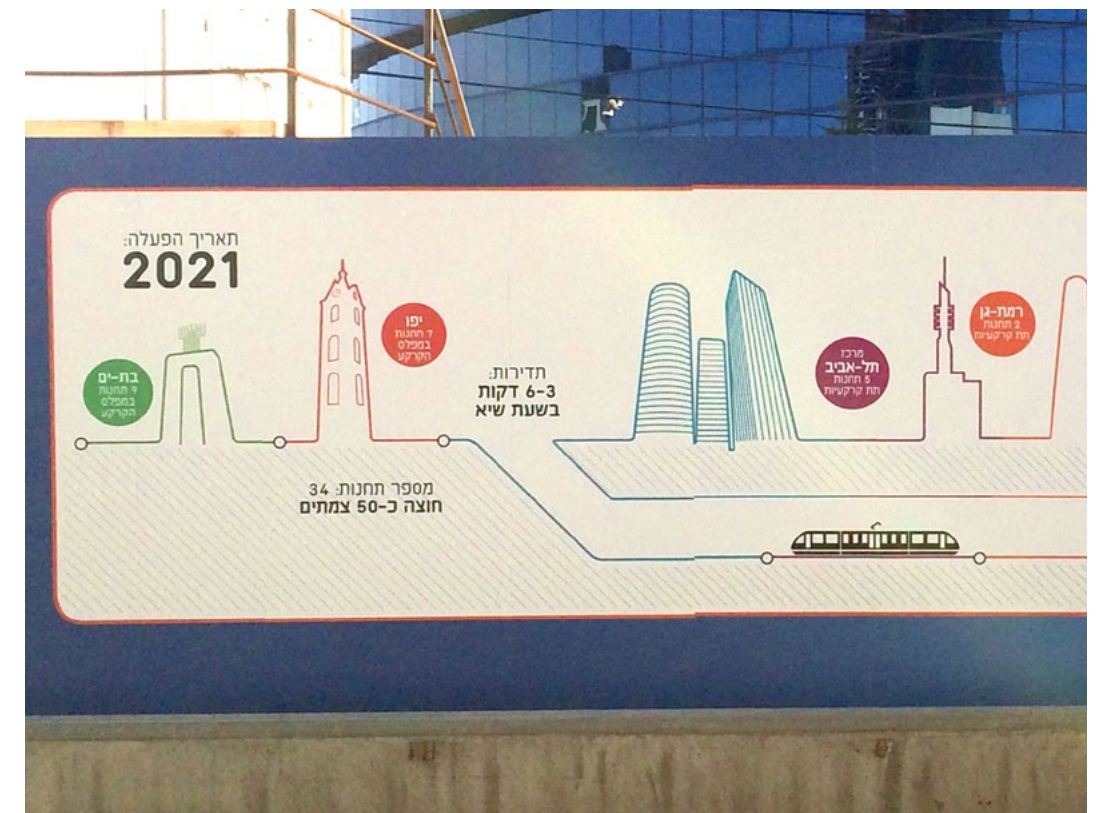 תאריך הפעלה:
2021
בת-ים
9 תחנות
במפלס
הקרקע
יפו
7 תחנות
במפלס
הקרקע
תדירות:
6-3 דקות
בשעת שיא
מספר תחנות: 34
חוצה כ-50 צמתים
מרכז
תל-אביב
5 תחנות
תת קרקעיות
רמת-גן
2 תחנות
תת קרקעיות